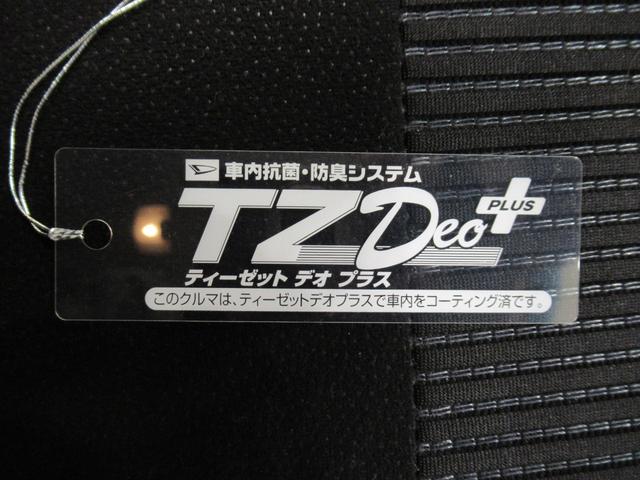 車内抗菌・防臭システム
TZ Deo PLUS
ティーゼット デオ プラス
このクルマは、ティーゼットデオプラスで車内をコーティング済です。